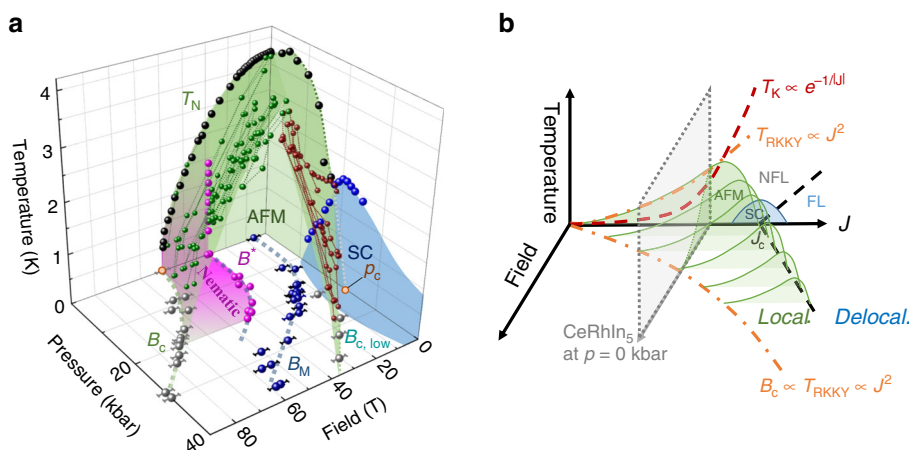 a
Temperature (K)
4
3
2
1
0
T_N
AFM
Nematic
B*
SC
p_c
B_c
B_M
B_c, low
Pressure (kbar)
20
40
Field (T)
80
60
40
20
0
b
Temperature
Field
T_K ∝ e^{-1/|J|}
T_RKKY ∝ J^2
NFL
AFM
SC
FL
J
J_c
CeRhIn_5
at p = 0 kbar
Local.
Delocal.
B_c ∝ T_RKKY ∝ J^2